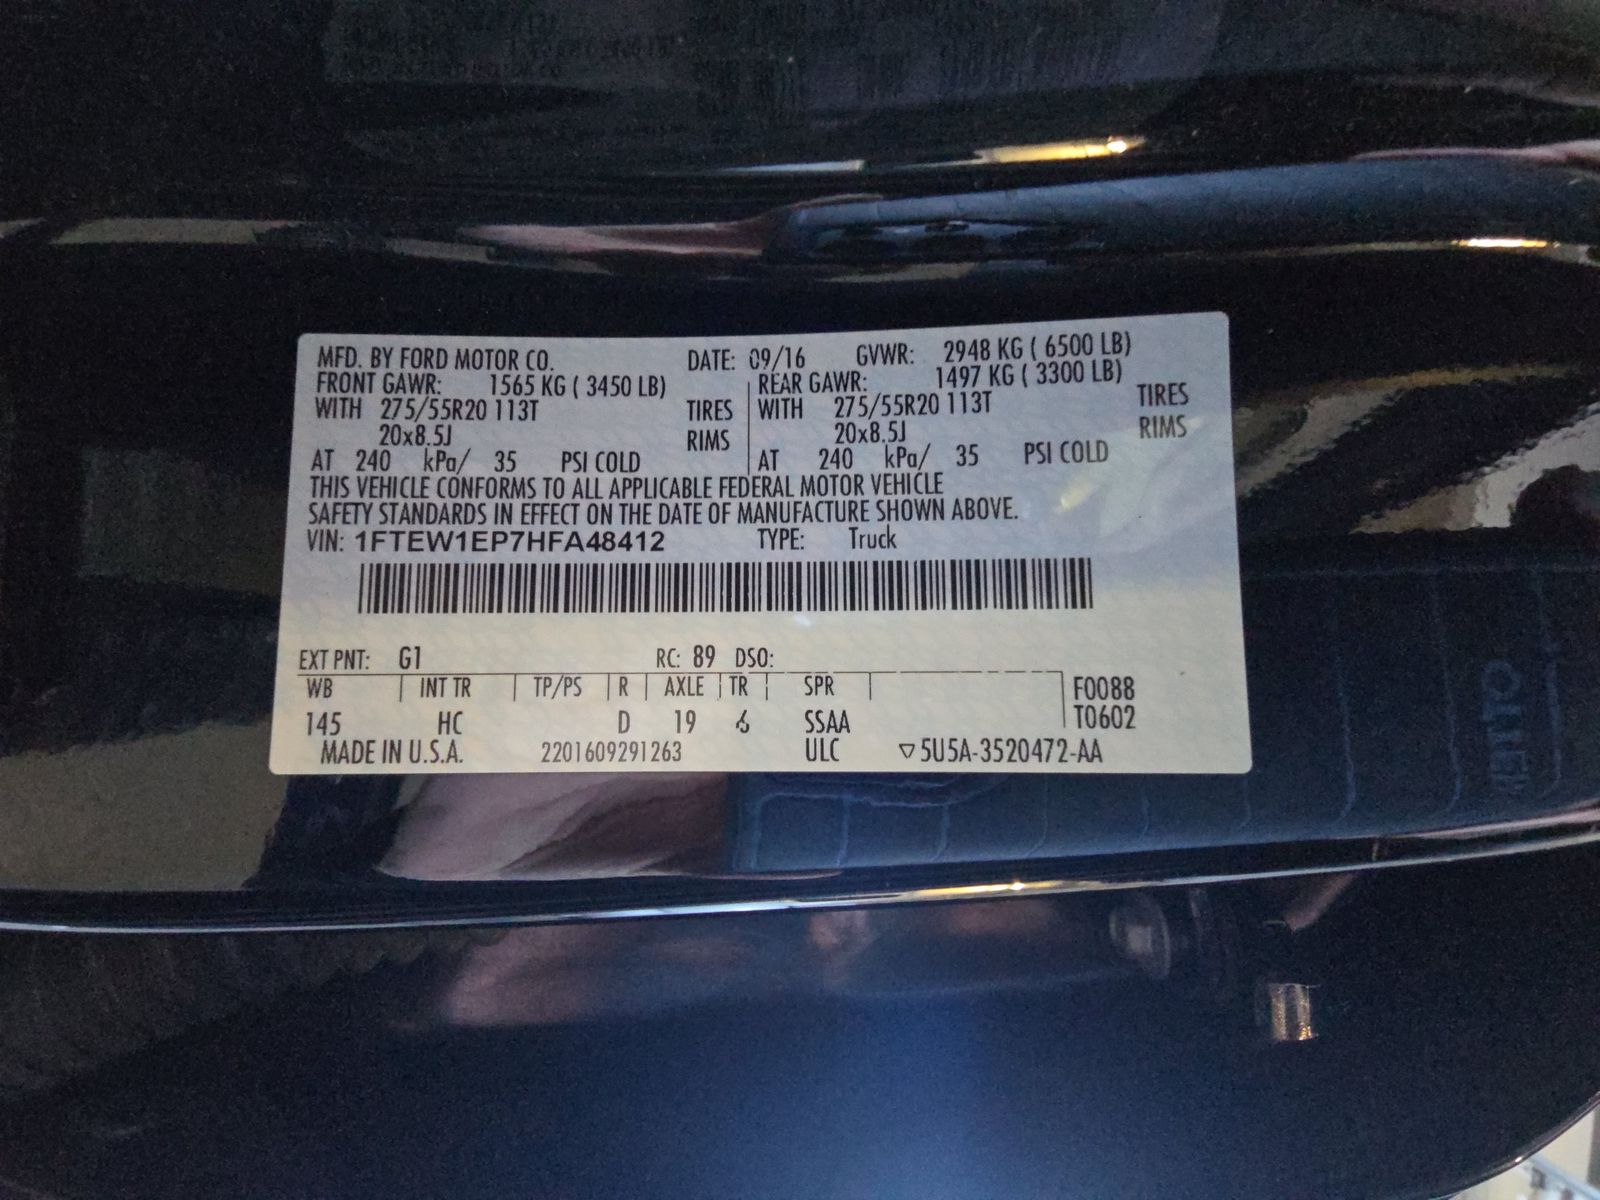 MFD. BY FORD MOTOR CO. DATE: 09/16 GVWR: 2948 KG ( 6500 LB)
FRONT GAWR: 1565 KG ( 3450 LB) REAR GAWR: 1497 KG ( 3300 LB)
WITH 275/55R20 113T TIRES WITH 275/55R20 113T TIRES
20x8.5J RIMS 20x8.5J RIMS
AT 240 kPa/ 35 PSI COLD AT 240 kPa/ 35 PSI COLD
THIS VEHICLE CONFORMS TO ALL APPLICABLE FEDERAL MOTOR VEHICLE
SAFETY STANDARDS IN EFFECT ON THE DATE OF MANUFACTURE SHOWN ABOVE.
VIN: 1FTEW1EP7HFA48412 TYPE: Truck
EXT PNT: G1 RC: 89 DSO:
WB INT TR TP/PS R AXLE TR SPR F0088
145 HC D 19 6 SSAA T0602
MADE IN U.S.A. 2201609291263 ULC ▽5U5A-3520472-AA